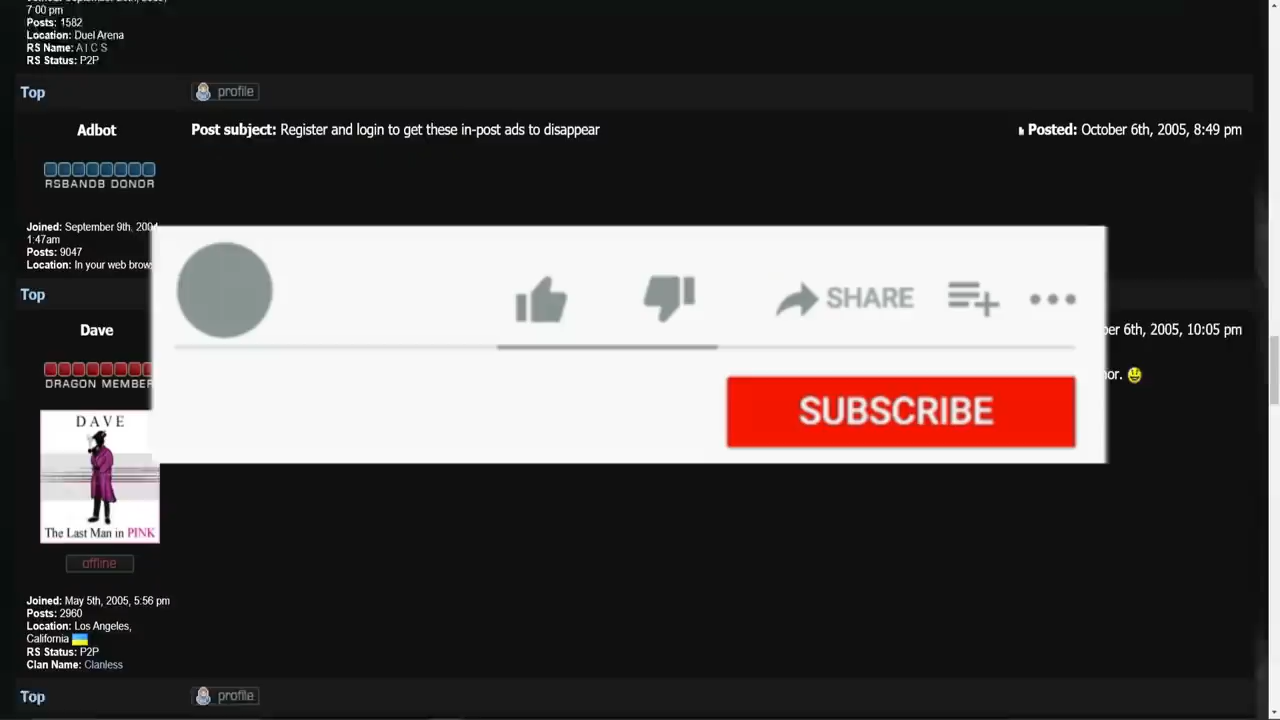 7:00 pm
Posts: 1582
Location: Duel Arena
RS Name: A I C S
RS Status: P2P
Top
profile
Adbot
Post subject: Register and login to get these in-post ads to disappear
Posted: October 6th, 2005, 8:49 pm
RSBANDB DONOR
Joined: September 9th, 2004,
1:47am
Posts: 9047
Location: In your web brow
Top
SHARE
Dave
ber 6th, 2005, 10:05 pm
DRAGON MEMBER
nor.
SUBSCRIBE
DAVE
The Last Man in PINK
offline
Joined: May 5th, 2005, 5:56 pm
Posts: 2960
Location: Los Angeles,
California
RS Status: P2P
Clan Name: Clanless
Top
profile